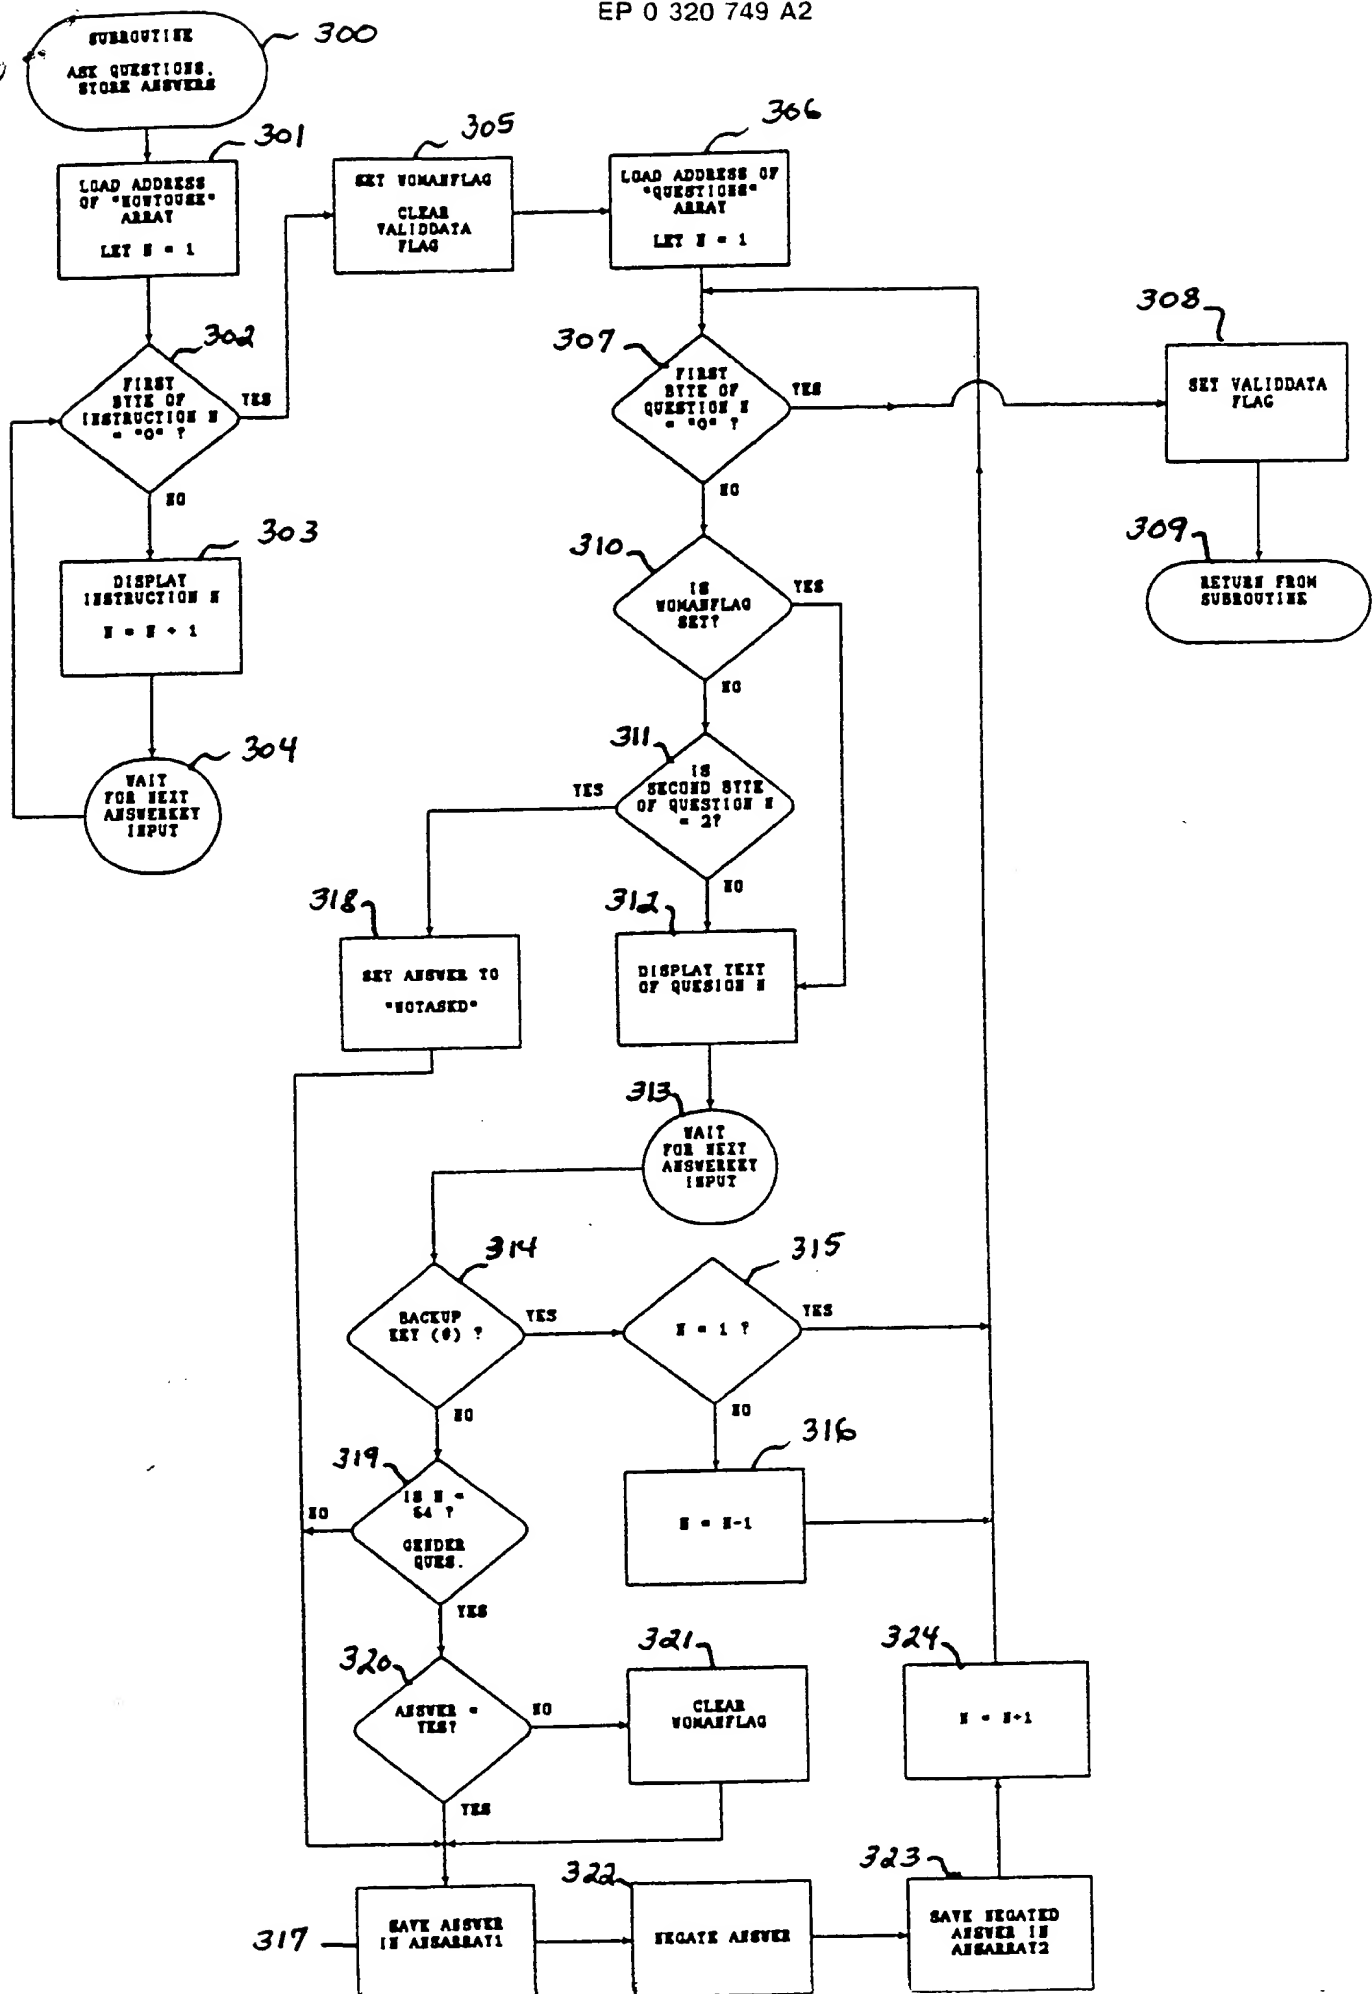 EP 0 320 749 A2
SUBROUTINE
ASK QUESTIONS,
STORE ANSWERS
300
301
LOAD ADDRESS
OF "HOWTOUSE"
ARRAY
LET N = 1
302
FIRST
BYTE OF
INSTRUCTION N
= "0" ?
YES
NO
303
DISPLAY
INSTRUCTION N
N = N + 1
304
WAIT
FOR NEXT
ANSWERKEY
INPUT
305
SET WOMANFLAG
CLEAR
VALIDDATA
FLAG
306
LOAD ADDRESS OF
"QUESTIONS"
ARRAY
LET N = 1
307
FIRST
BYTE OF
QUESTION N
= "0" ?
YES
NO
308
SET VALIDDATA
FLAG
309
RETURN FROM
SUBROUTINE
310
IS
WOMANFLAG
SET?
YES
NO
311
IS
SECOND BYTE
OF QUESTION N
= 2?
YES
NO
318
SET ANSWER TO
"NOTASKD"
312
DISPLAY TEXT
OF QUESION N
313
WAIT
FOR NEXT
ANSWERKEY
INPUT
314
BACKUP
KEY (9) ?
YES
NO
315
N = 1 ?
YES
NO
316
N = N-1
319
IS N =
54 ?
GENDER
QUES.
NO
YES
320
ANSWER =
YES?
NO
YES
321
CLEAR
WOMANFLAG
324
N = N+1
317
SAVE ANSWER
IN ANSARRAY1
322
NEGATE ANSWER
323
SAVE NEGATED
ANSWER IN
ANSARRAY2